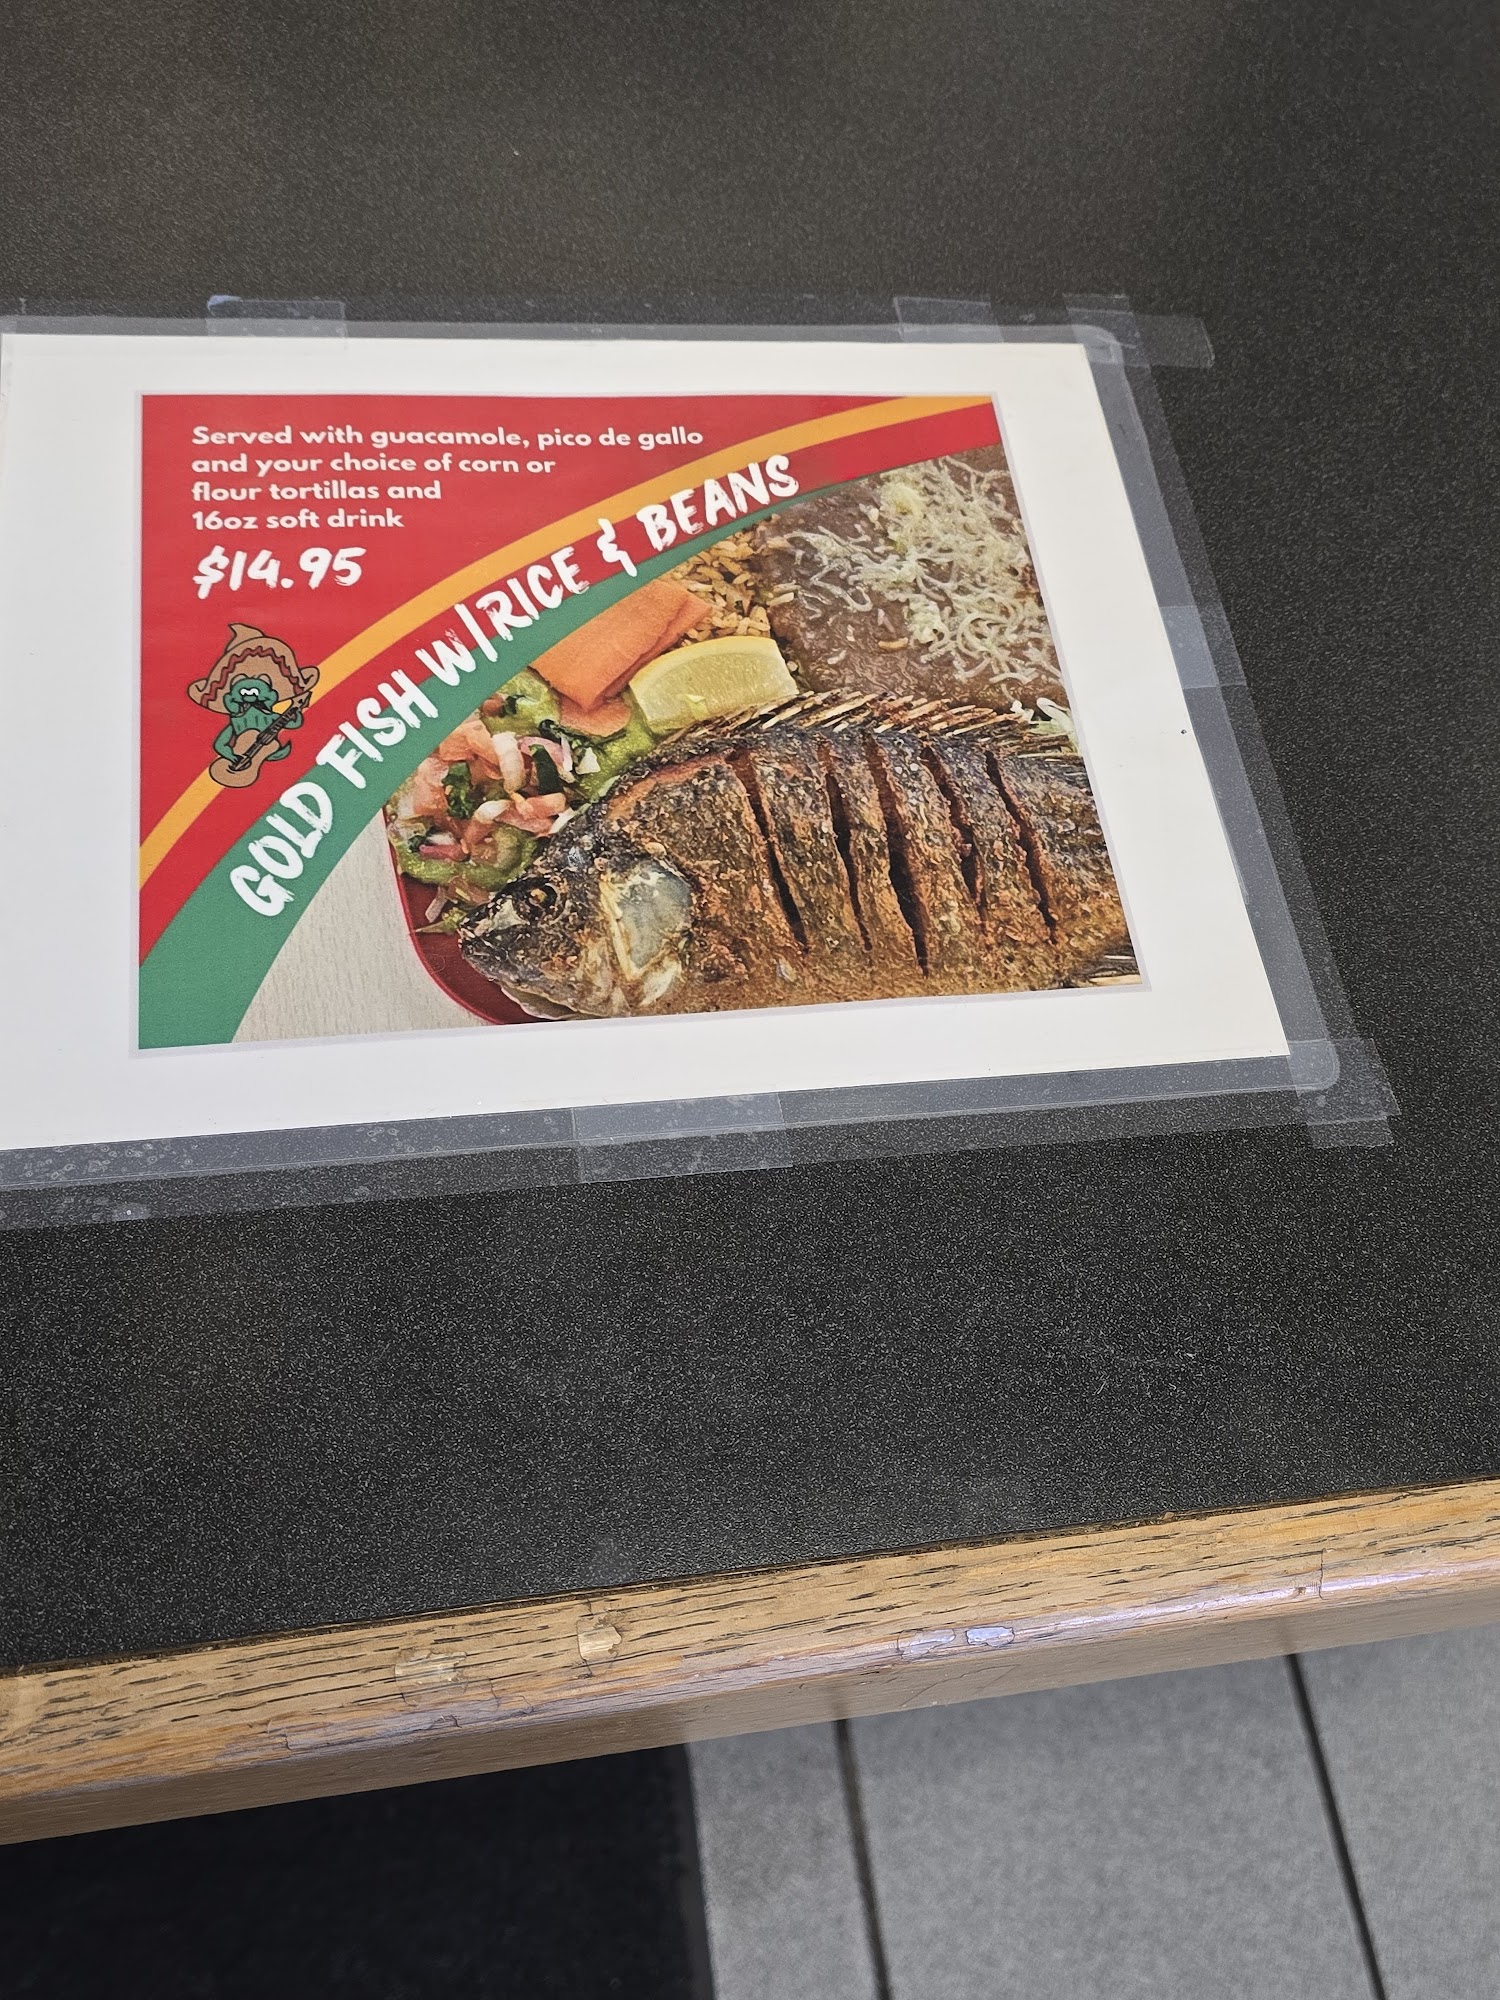 Served with guacamole, pico de gallo
and your choice of corn or
flour tortillas and
16oz soft drink
$14.95
GOLD FISH W/RICE & BEANS